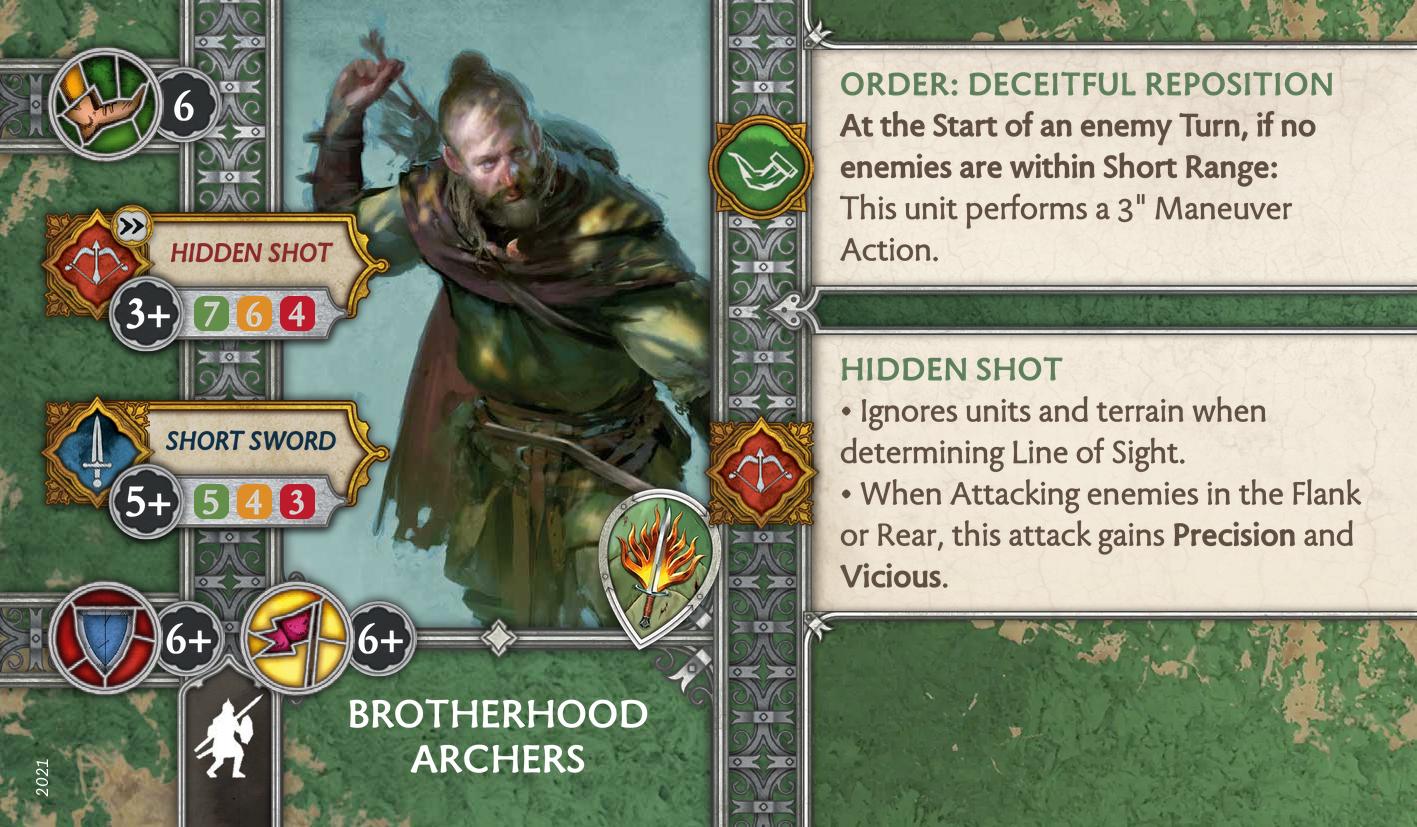 6
HIDDEN SHOT
3+ 7 6 4
SHORT SWORD
5+ 5 4 3
6+ 6+
BROTHERHOOD
ARCHERS
2021
ORDER: DECEITFUL REPOSITION
At the Start of an enemy Turn, if no
enemies are within Short Range:
This unit performs a 3" Maneuver
Action.
HIDDEN SHOT
• Ignores units and terrain when
determining Line of Sight.
• When Attacking enemies in the Flank
or Rear, this attack gains Precision and
Vicious.